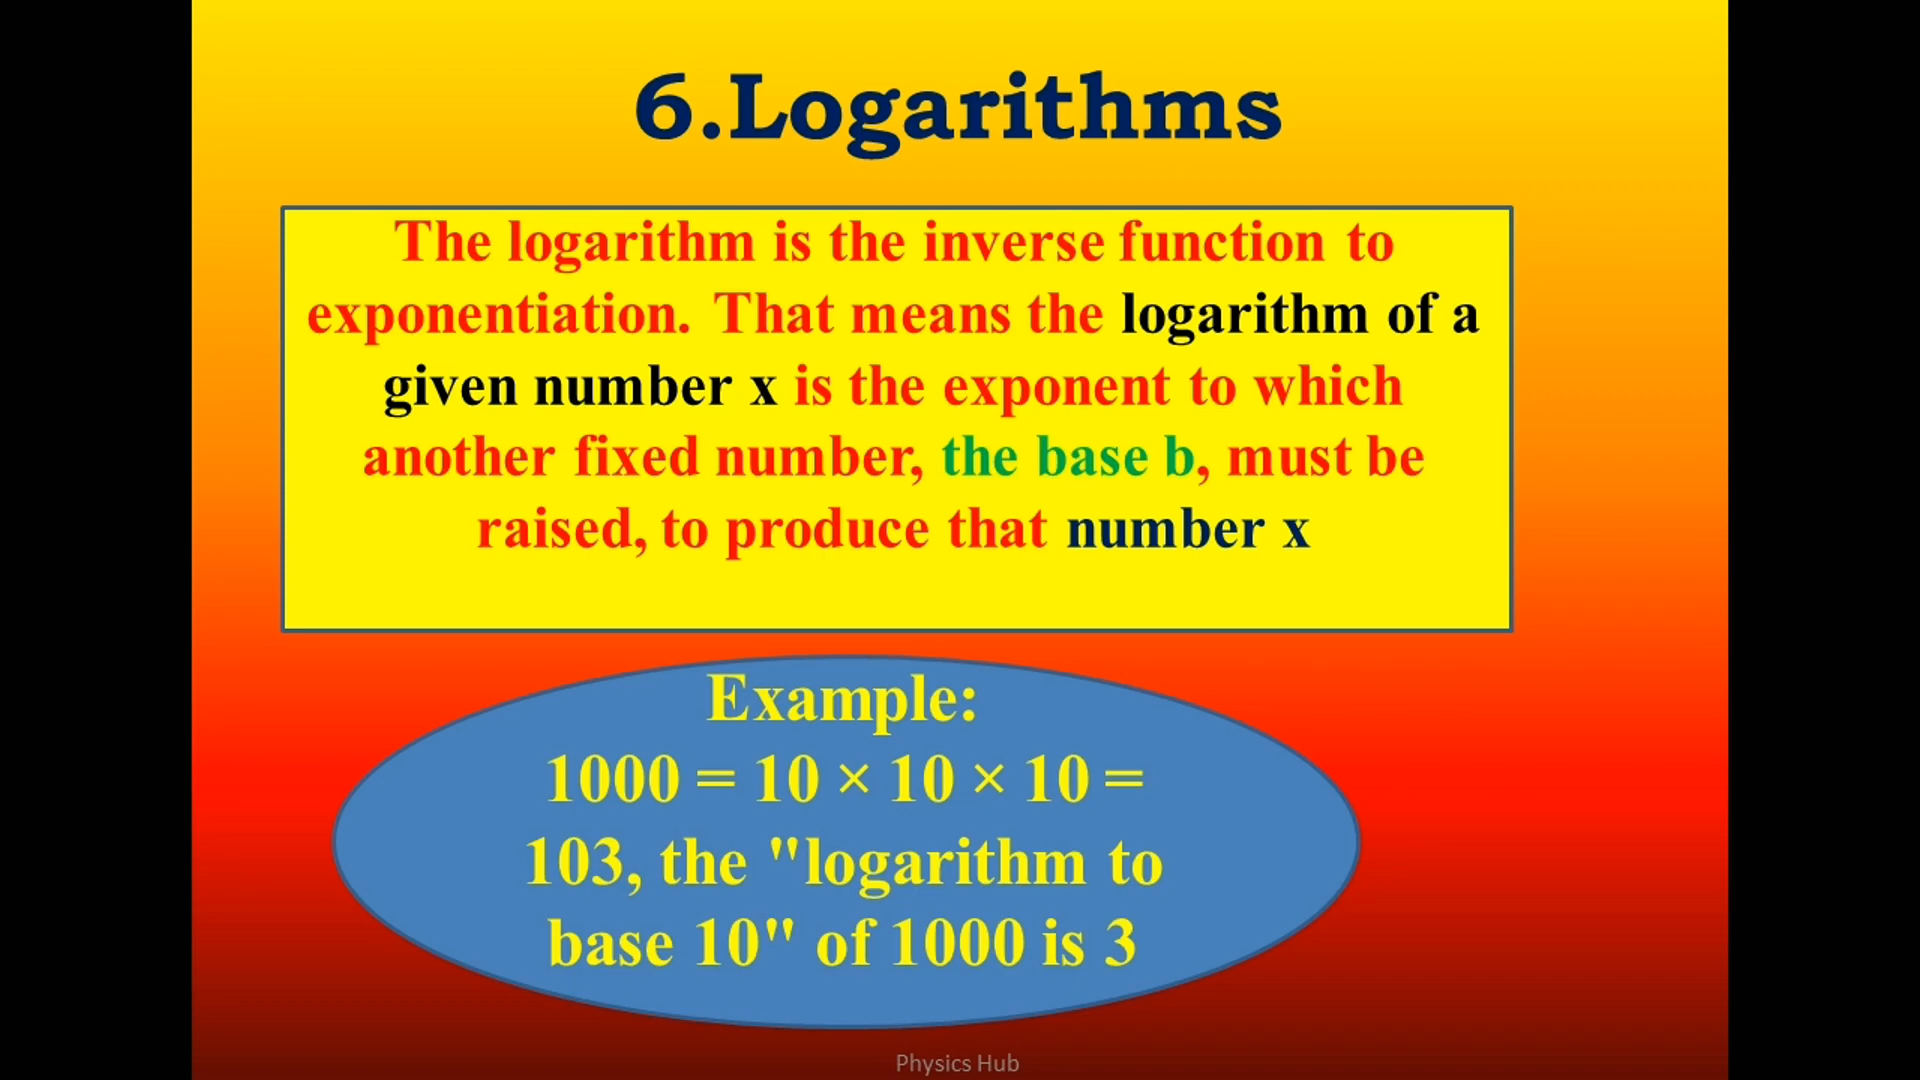 6.Logarithms
The logarithm is the inverse function to
exponentiation. That means the logarithm of a
given number x is the exponent to which
another fixed number, the base b, must be
raised, to produce that number x
Example:
1000 = 10 × 10 × 10 =
103, the "logarithm to
base 10" of 1000 is 3
Physics Hub